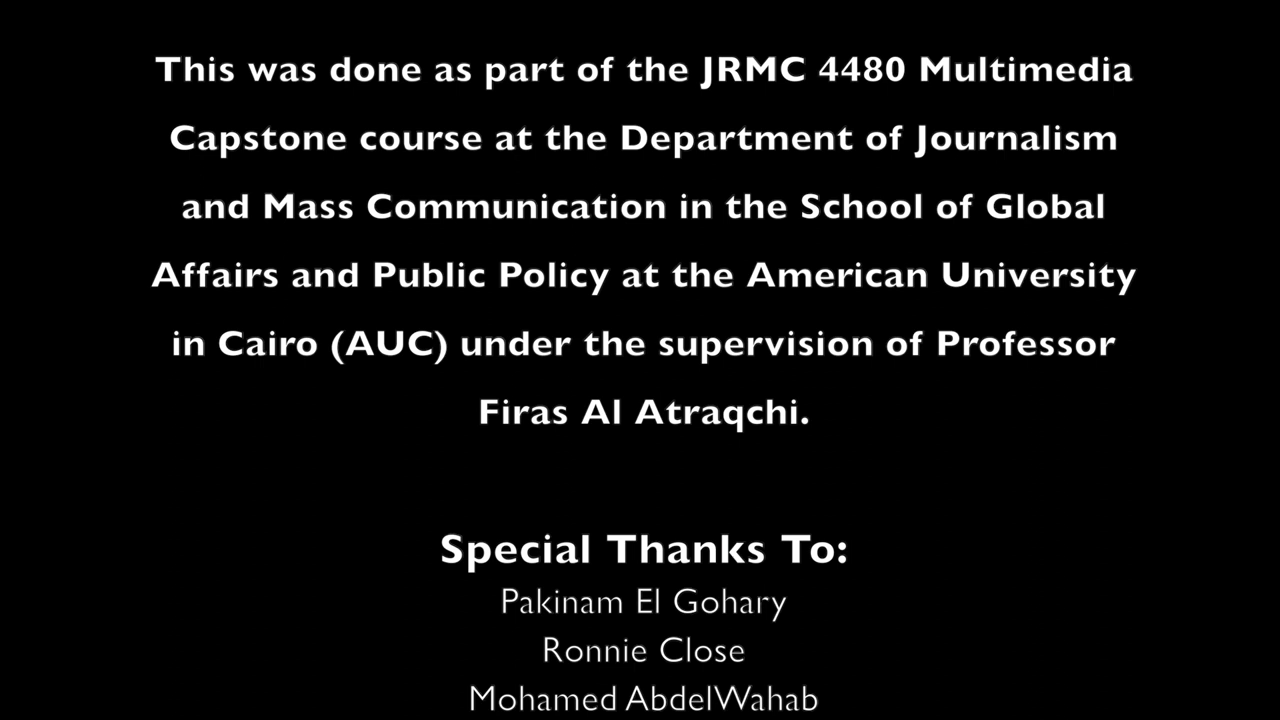 This was done as part of the JRMC 4480 Multimedia
Capstone course at the Department of Journalism
and Mass Communication in the School of Global
Affairs and Public Policy at the American University
in Cairo (AUC) under the supervision of Professor
Firas Al Atraqchi.
Special Thanks To:
Pakinam El Gohary
Ronnie Close
Mohamed AbdelWahab